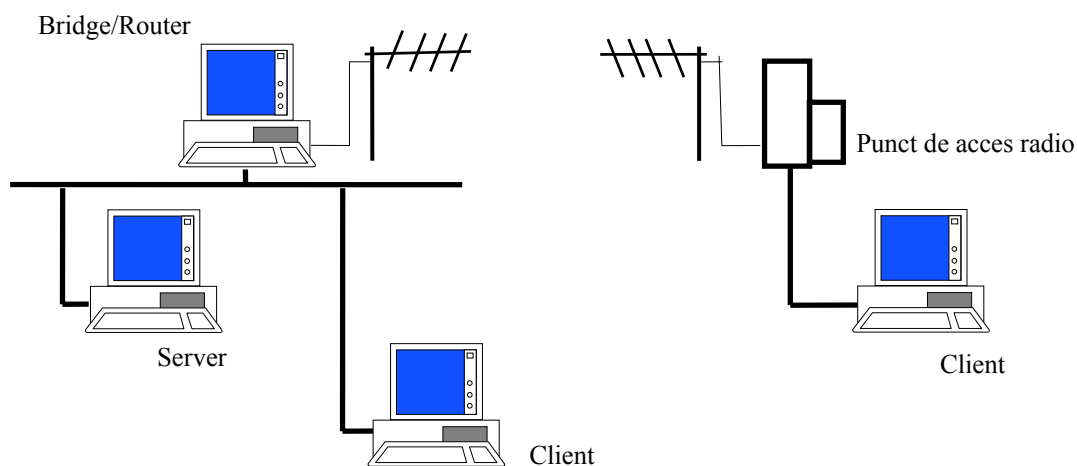 Bridge/Router
Punct de acces radio
Server
Client
Client